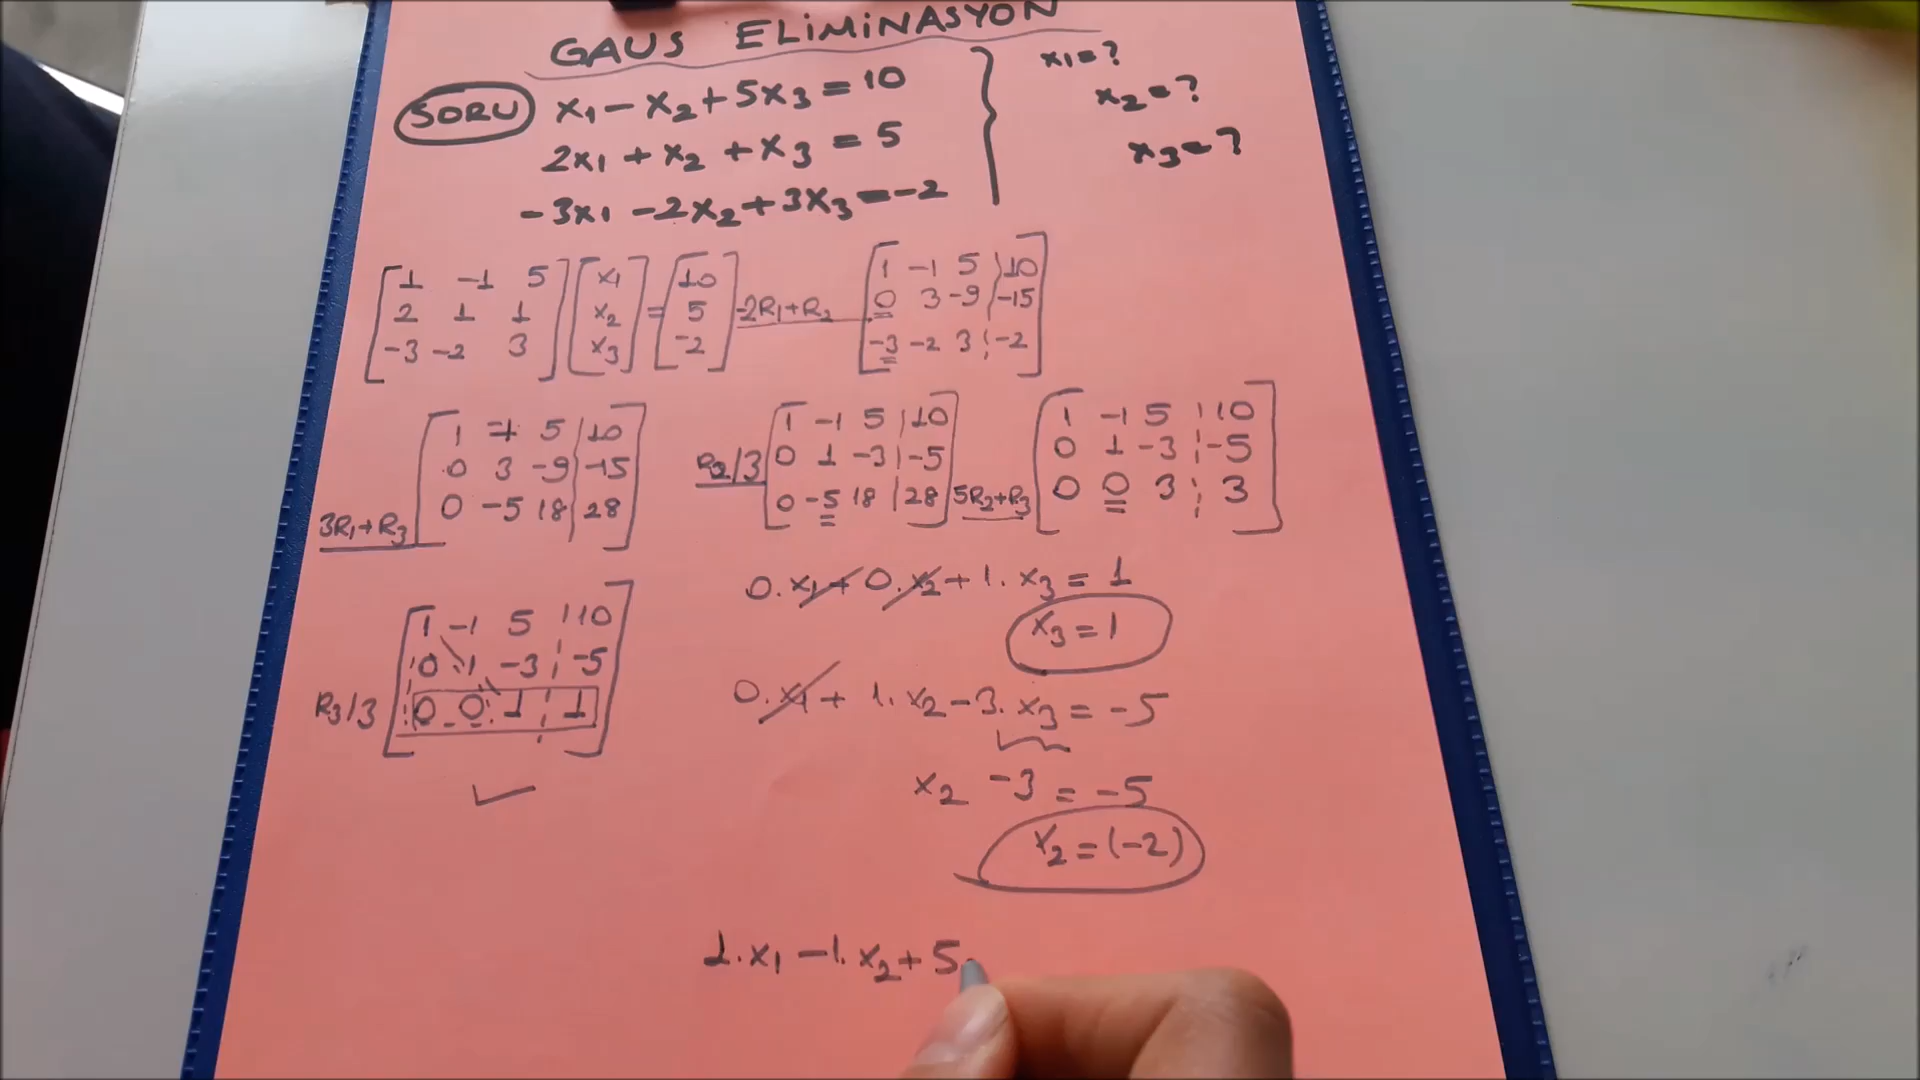 GAUS ELİMİNASYON
SORU x₁ - x₂ + 5x₃ = 10
2x₁ + x₂ + x₃ = 5
-3x₁ - 2x₂ + 3x₃ = -2
x₁ = ?
x₂ = ?
x₃ = ?
1 -1 5 x₁ 10
2 1 1 x₂ = 5
-3 -2 3 x₃ -2
-2R₁+R₂
1 -1 5 10
0 3 -9 -15
-3 -2 3 -2
3R₁+R₃
1 -1 5 10
0 3 -9 -15
0 -5 18 28
R₂/3
1 -1 5 10
0 1 -3 -5
0 -5 18 28
5R₂+R₃
1 -1 5 10
0 1 -3 -5
0 0 3 3
R₃/3
1 -1 5 10
0 1 -3 -5
0 0 1 1
0.x₁ + 0.x₂ + 1.x₃ = 1
x₃ = 1
0.x₁ + 1.x₂ - 3.x₃ = -5
x₂ -3 = -5
x₂ = (-2)
1.x₁ - 1.x₂ + 5.